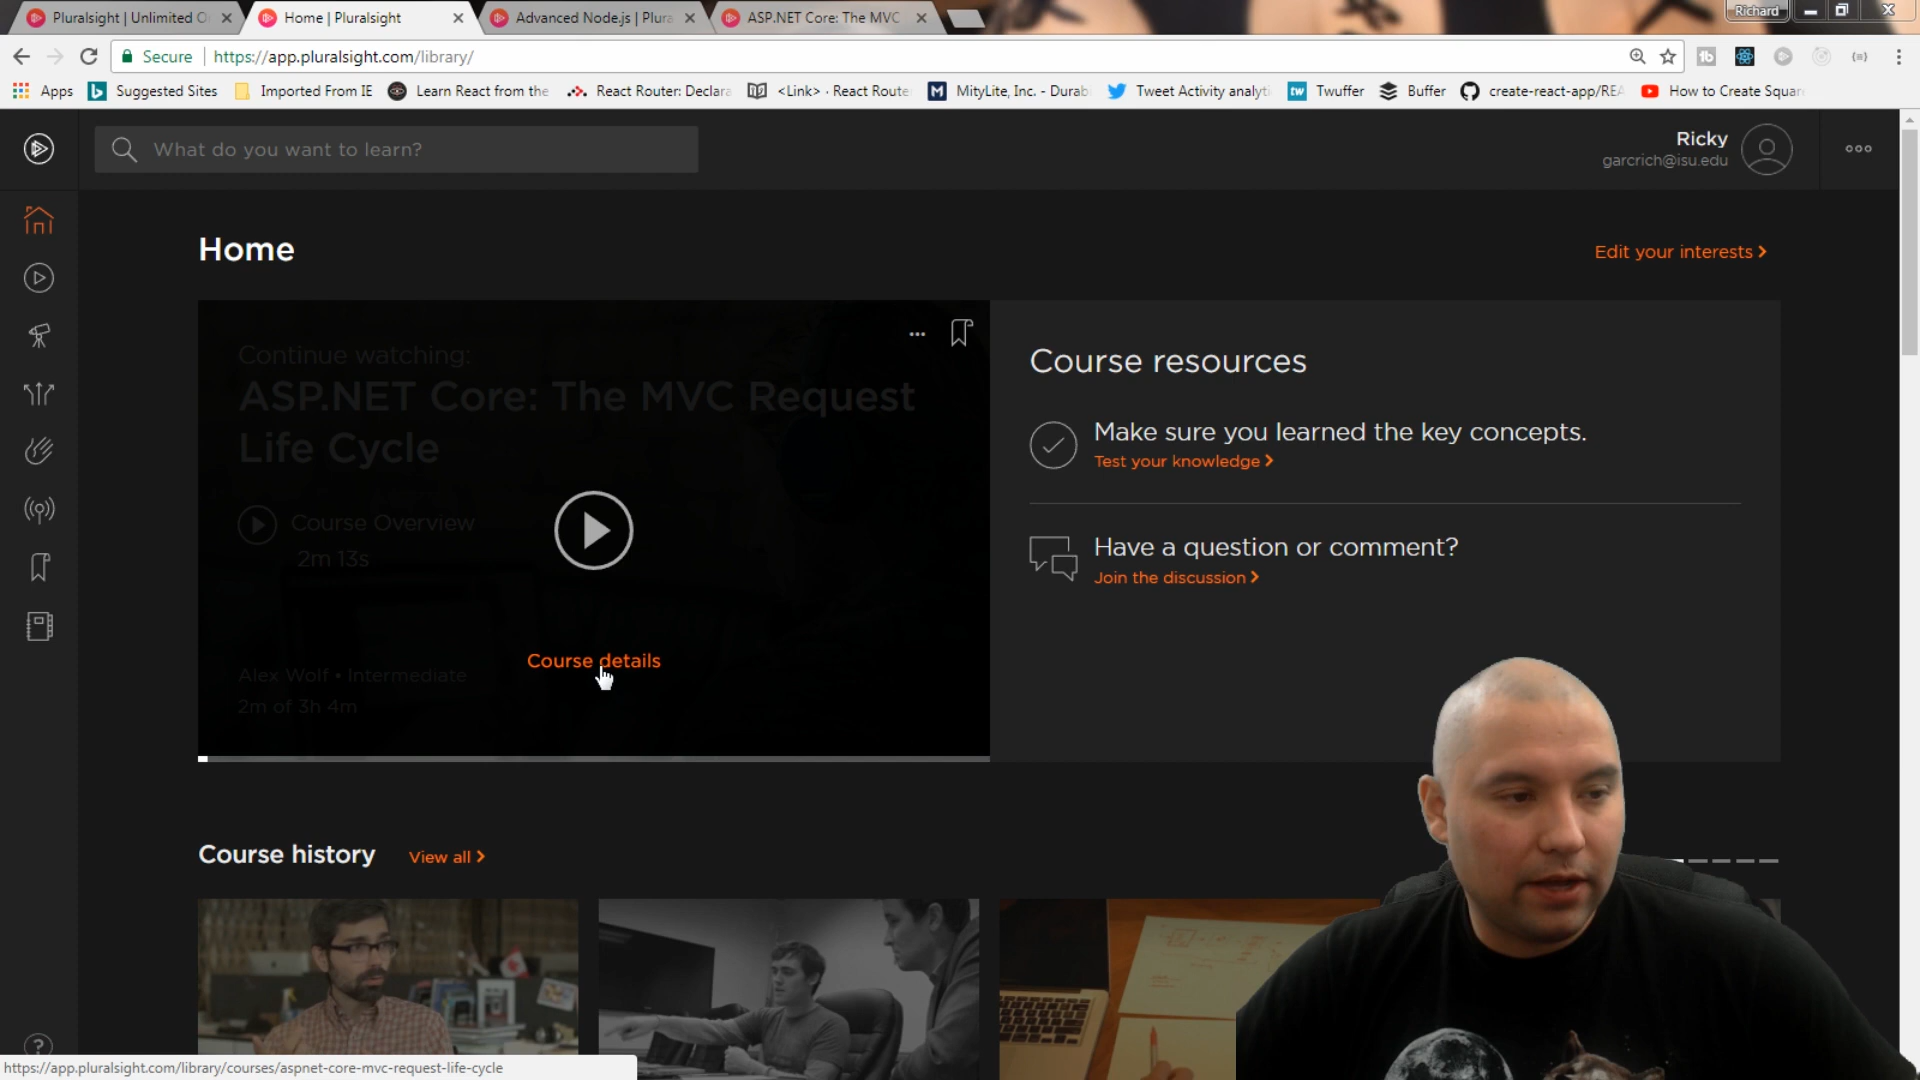 Pluralsight | Unlimited O
Home | Pluralsight
Advanced Node.js | Plura
ASP.NET Core: The MVC
Richard
Secure
https://app.pluralsight.com/library/
Apps
Suggested Sites
Imported From IE
Learn React from the
React Router: Declara
<Link> · React Route
MityLite, Inc. - Durab
Tweet Activity analyti
Twuffer
Buffer
create-react-app/REA
How to Create Squar
What do you want to learn?
Ricky
garcrich@isu.edu
Home
Edit your interests
Continue watching:
ASP.NET Core: The MVC Request
Life Cycle
Course Overview
2m 13s
Course details
Alex Wolf • Intermediate
2m of 3h 4m
Course resources
Make sure you learned the key concepts.
Test your knowledge
Have a question or comment?
Join the discussion
Course history
View all
https://app.pluralsight.com/library/courses/aspnet-core-mvc-request-life-cycle